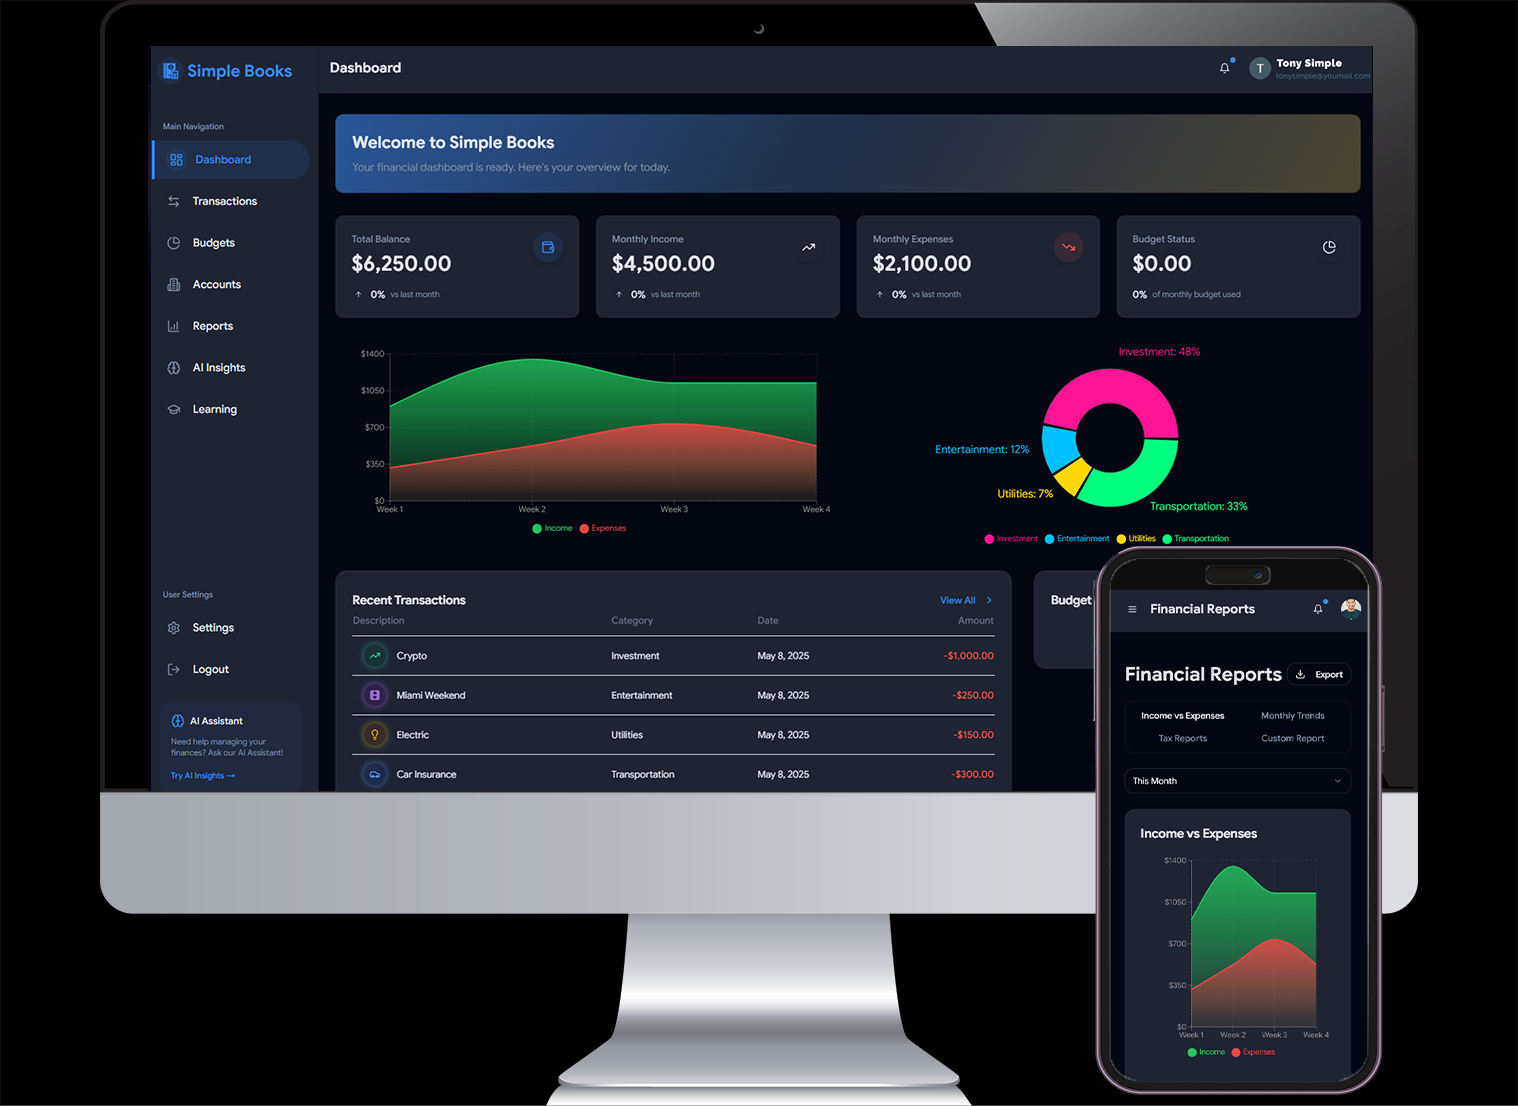 Simple Books
Dashboard
T
Tony Simple
tonysimple@youmail.com
Main Navigation
Dashboard
Transactions
Budgets
Accounts
Reports
AI Insights
Learning
User Settings
Settings
Logout
AI Assistant
Need help managing your
finances? Ask our AI Assistant!
Try AI Insights →
Welcome to Simple Books
Your financial dashboard is ready. Here's your overview for today.
Total Balance
$6,250.00
↑ 0% vs last month
Monthly Income
$4,500.00
↑ 0% vs last month
Monthly Expenses
$2,100.00
↑ 0% vs last month
Budget Status
$0.00
0% of monthly budget used
$1400
$1050
$700
$350
$0
Week 1 Week 2 Week 3 Week 4
Income Expenses
Investment: 48%
Entertainment: 12%
Utilities: 7%
Transportation: 33%
Investment Entertainment Utilities Transportation
Recent Transactions View All
Description Category Date Amount
Crypto Investment May 8, 2025 -$1,000.00
Miami Weekend Entertainment May 8, 2025 -$250.00
Electric Utilities May 8, 2025 -$150.00
Car Insurance Transportation May 8, 2025 -$300.00
Budget
Financial Reports
Financial Reports Export
Income vs Expenses Monthly Trends
Tax Reports Custom Report
This Month
Income vs Expenses
$1400
$1050
$700
$350
$0
Week 1 Week 2 Week 3 Week 4
Income Expenses